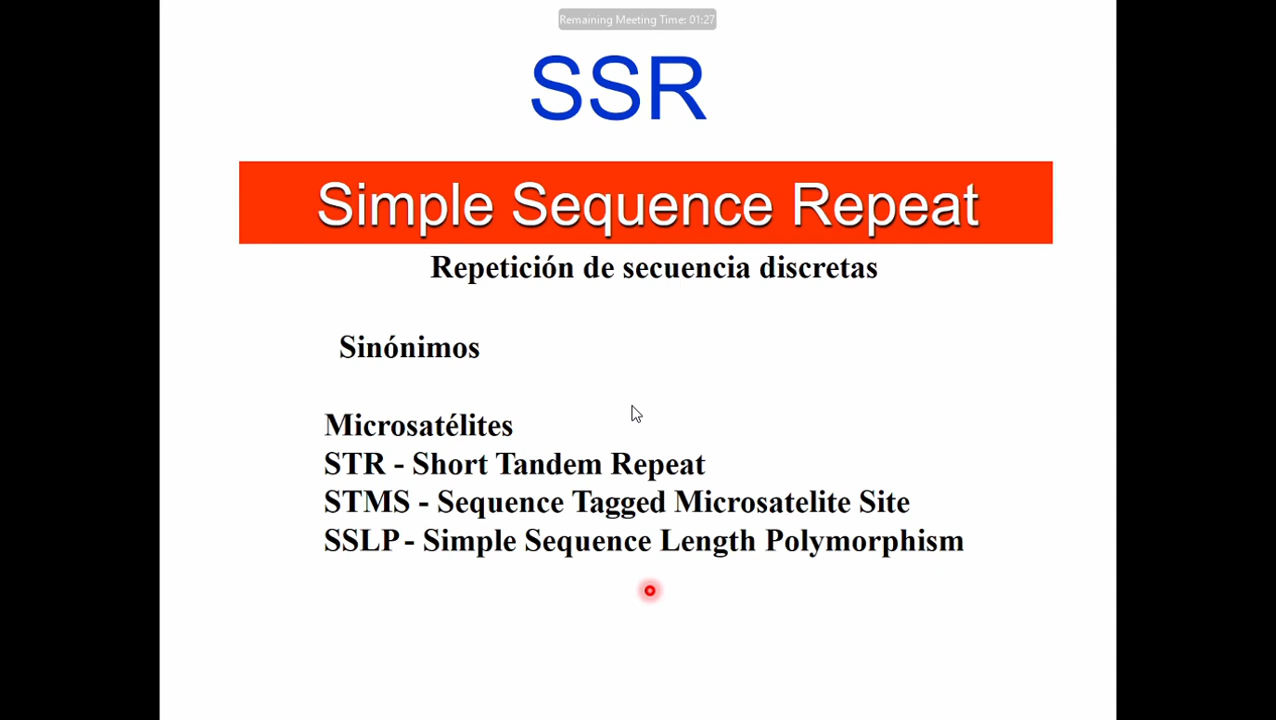 Remaining Meeting Time: 01:27
SSR
Simple Sequence Repeat
Repetición de secuencia discretas
Sinónimos
Microsatélites
STR - Short Tandem Repeat
STMS - Sequence Tagged Microsatelite Site
SSLP - Simple Sequence Length Polymorphism